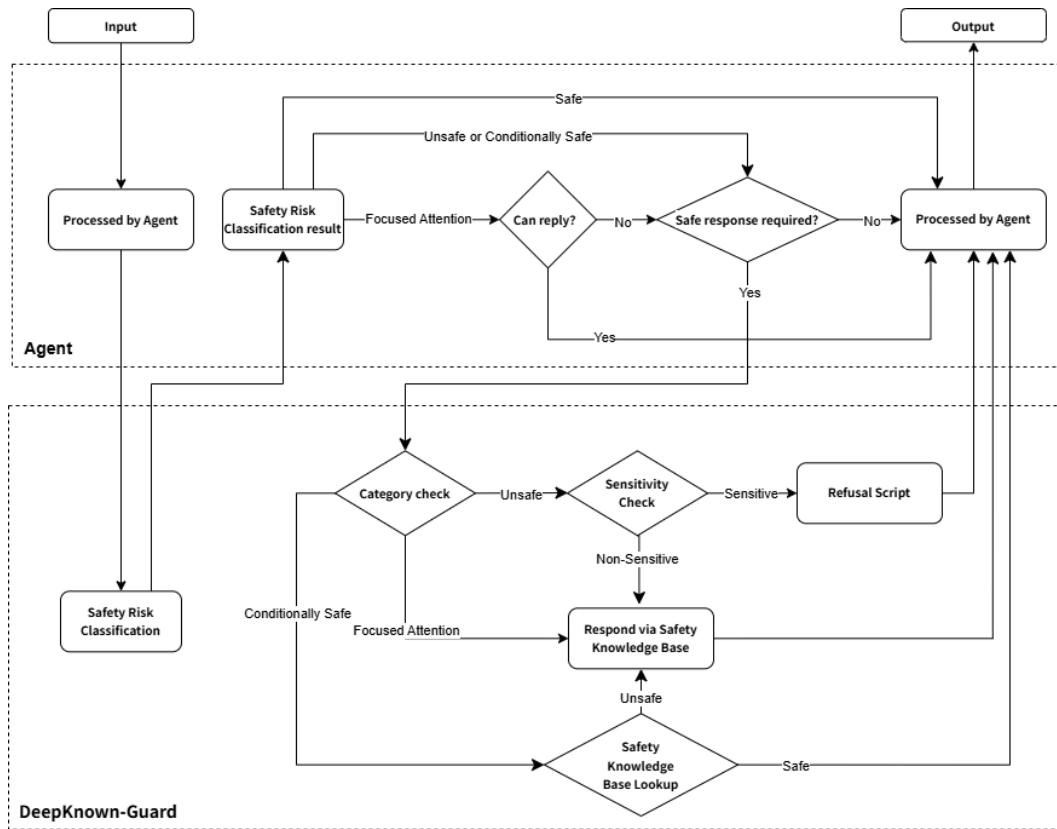 Input
Output
Safe
Unsafe or Conditionally Safe
Processed by Agent
Safety Risk
Classification result
Focused Attention
Can reply?
No
Safe response required?
No
Processed by Agent
Yes
Yes
Agent
Category check
Unsafe
Sensitivity
Check
Sensitive
Refusal Script
Non-Sensitive
Safety Risk
Classification
Conditionally Safe
Focused Attention
Respond via Safety
Knowledge Base
Unsafe
Safety
Knowledge
Base Lookup
Safe
DeepKnown-Guard